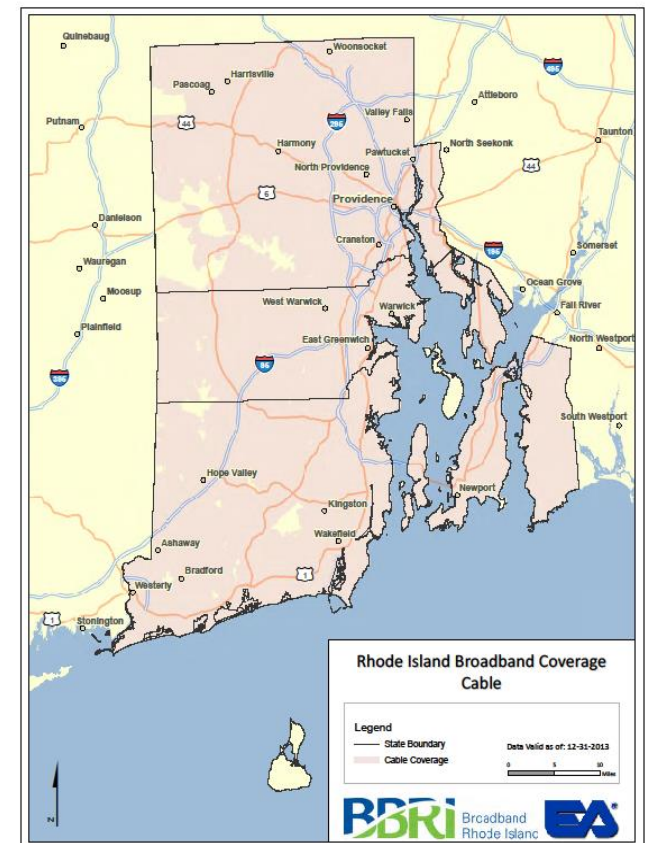 Quinebaug
Woonsocket
495
Harrisville
Pascoag
Attleboro
Valley Falls
Putnam
44
295
Taunton
Harmony
Pawtucket
North Seekonk
North Providence
44
6
Providence
Danielson
Cranston
195
Somerset
Wauregan
Ocean Grove
Moosup
West Warwick
Warwick
Fall River
Plainfield
East Greenwich
North Westport
395
95
South Westport
Hope Valley
Newport
Kingston
Wakefield
Ashaway
Bradford
1
Westerly
1
Stonington
Rhode Island Broadband Coverage
Cable
Legend
State Boundary
Data Valid as of: 12-31-2013
Cable Coverage
0 5 10
Miles
N
BBRI Broadband
Rhode Island
EA